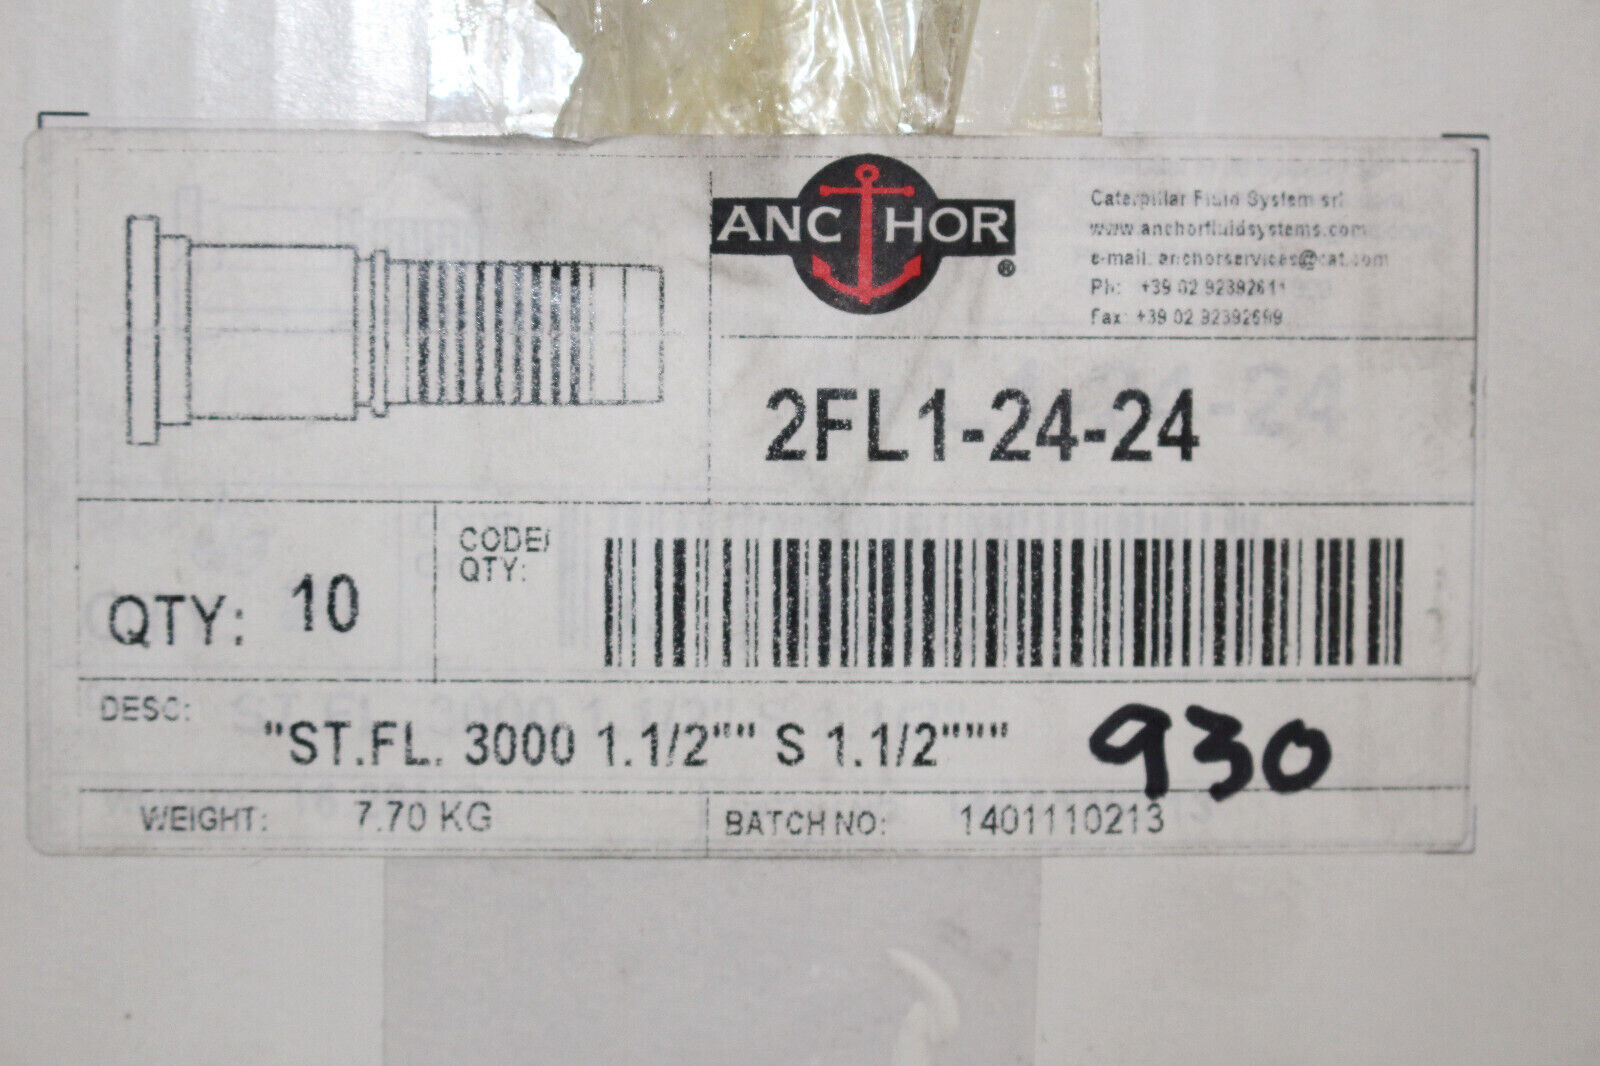 ANCHOR
®
Caterpillar Fluid System srl
www.anchorfluidsystems.com
e-mail: anchorservices@cat.com
Ph: +39 02 92392611
Fax: +39 02 92392699
2FL1-24-24
QTY: 10
CODE/
QTY:
DESC:
"ST.FL. 3000 1.1/2"" S 1.1/2"""
930
WEIGHT: 7.70 KG
BATCH NO: 1401110213